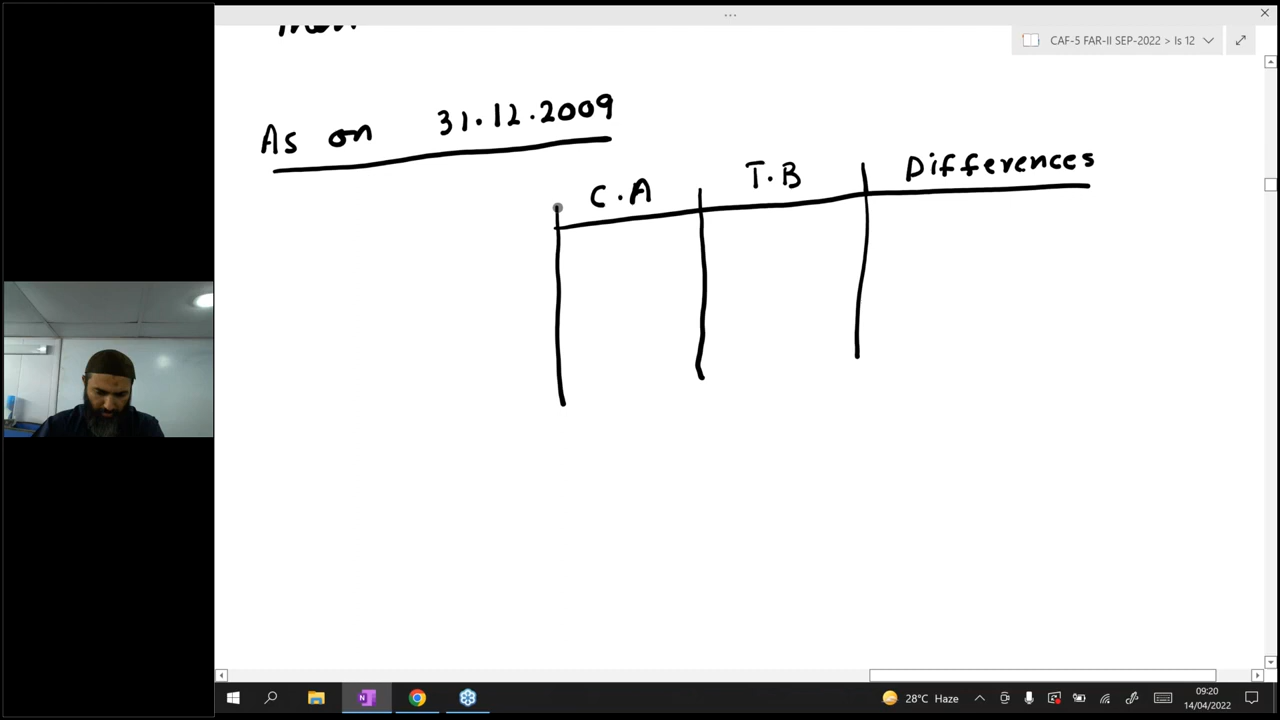 CAF-5 FAR-II SEP-2022 > Is 12
As on 31.12.2009
C.A T.B Differences
28°C Haze
09:20
14/04/2022